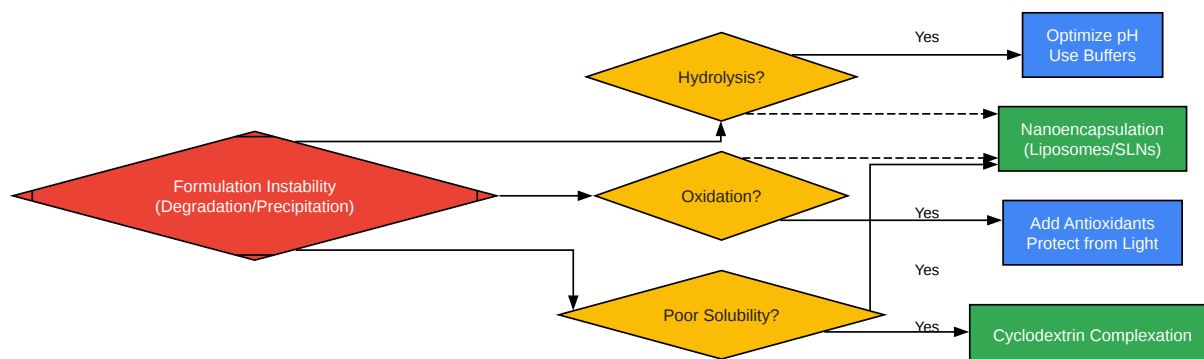 Hydrolysis?
Yes
Optimize pH
Use Buffers
Nanoencapsulation
(Liposomes/SLNs)
Formulation Instability
(Degradation/Precipitation)
Oxidation?
Yes
Add Antioxidants
Protect from Light
Yes
Poor Solubility?
Yes
Cyclodextrin Complexation